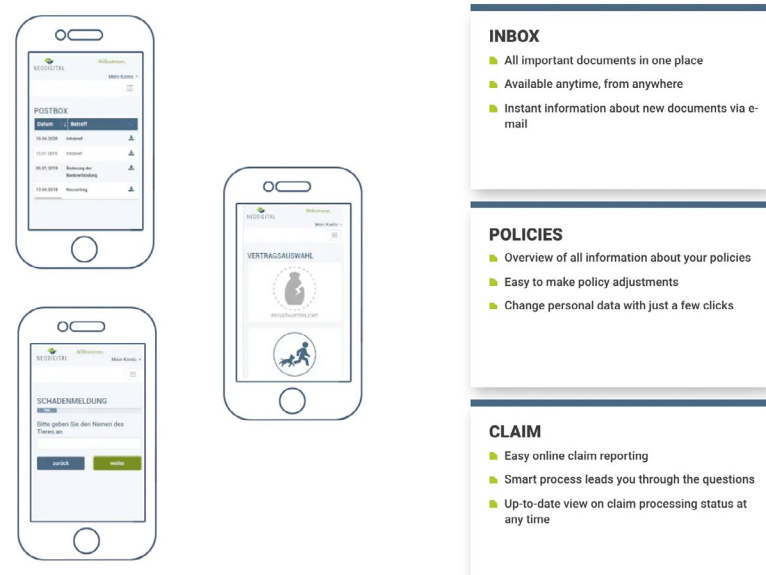 NEODIGITAL
Willkommen,
Mein Konto
POSTBOX
Datum Betreff
10.04.2020 Infobrief
10.01.2019 Infobrief
06.01.2019 Änderung der
Bankverbindung
13.04.2018 Neuvertrag
NEODIGITAL
Willkommen,
Mein Konto
VERTRAGSAUSWAHL
PRIVATHAFTPFLICHT
NEODIGITAL
Willkommen,
Mein Konto
SCHADENMELDUNG
Bitte geben Sie den Namen des
Tieres an
zurück weiter
INBOX
All important documents in one place
Available anytime, from anywhere
Instant information about new documents via e-
mail
POLICIES
Overview of all information about your policies
Easy to make policy adjustments
Change personal data with just a few clicks
CLAIM
Easy online claim reporting
Smart process leads you through the questions
Up-to-date view on claim processing status at
any time